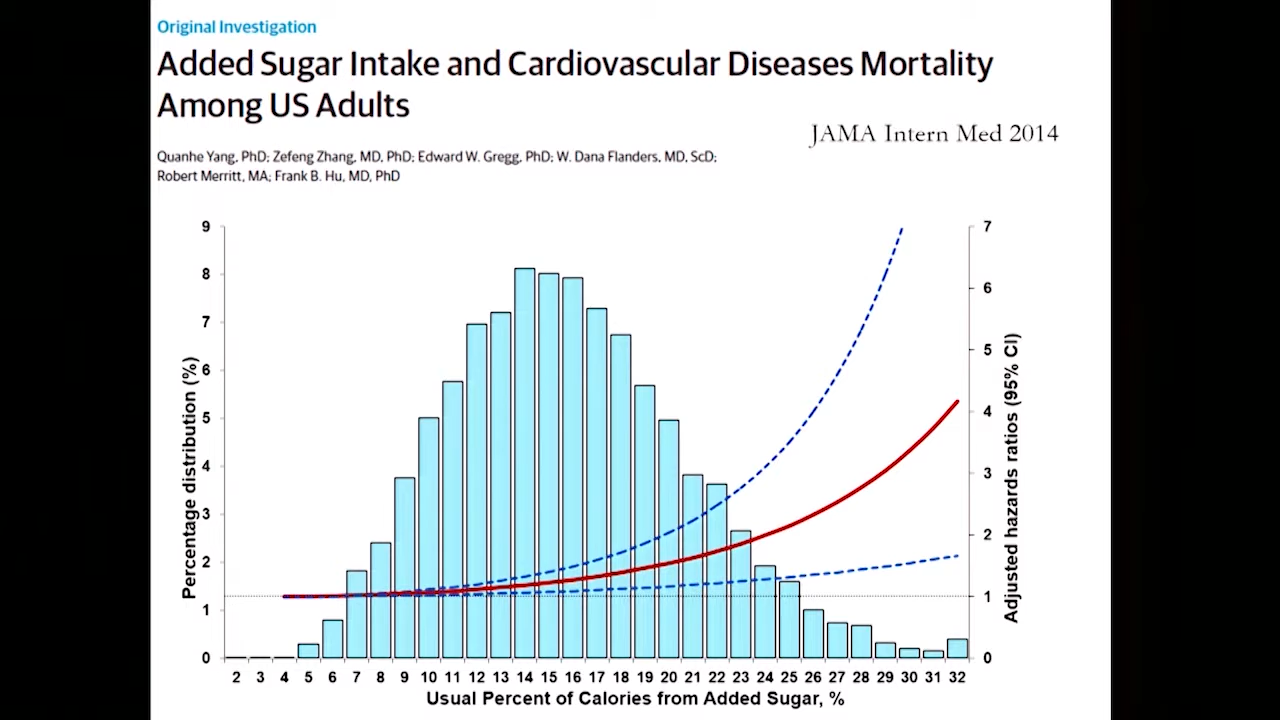 Original Investigation
Added Sugar Intake and Cardiovascular Diseases Mortality
Among US Adults
JAMA Intern Med 2014
Quanhe Yang, PhD; Zefeng Zhang, MD, PhD; Edward W. Gregg, PhD; W. Dana Flanders, MD, ScD;
Robert Merritt, MA; Frank B. Hu, MD, PhD
Percentage distribution (%)
9
8
7
6
5
4
3
2
1
0
7
6
5
4
3
2
1
0
Adjusted hazards ratios (95% CI)
2 3 4 5 6 7 8 9 10 11 12 13 14 15 16 17 18 19 20 21 22 23 24 25 26 27 28 29 30 31 32
Usual Percent of Calories from Added Sugar, %